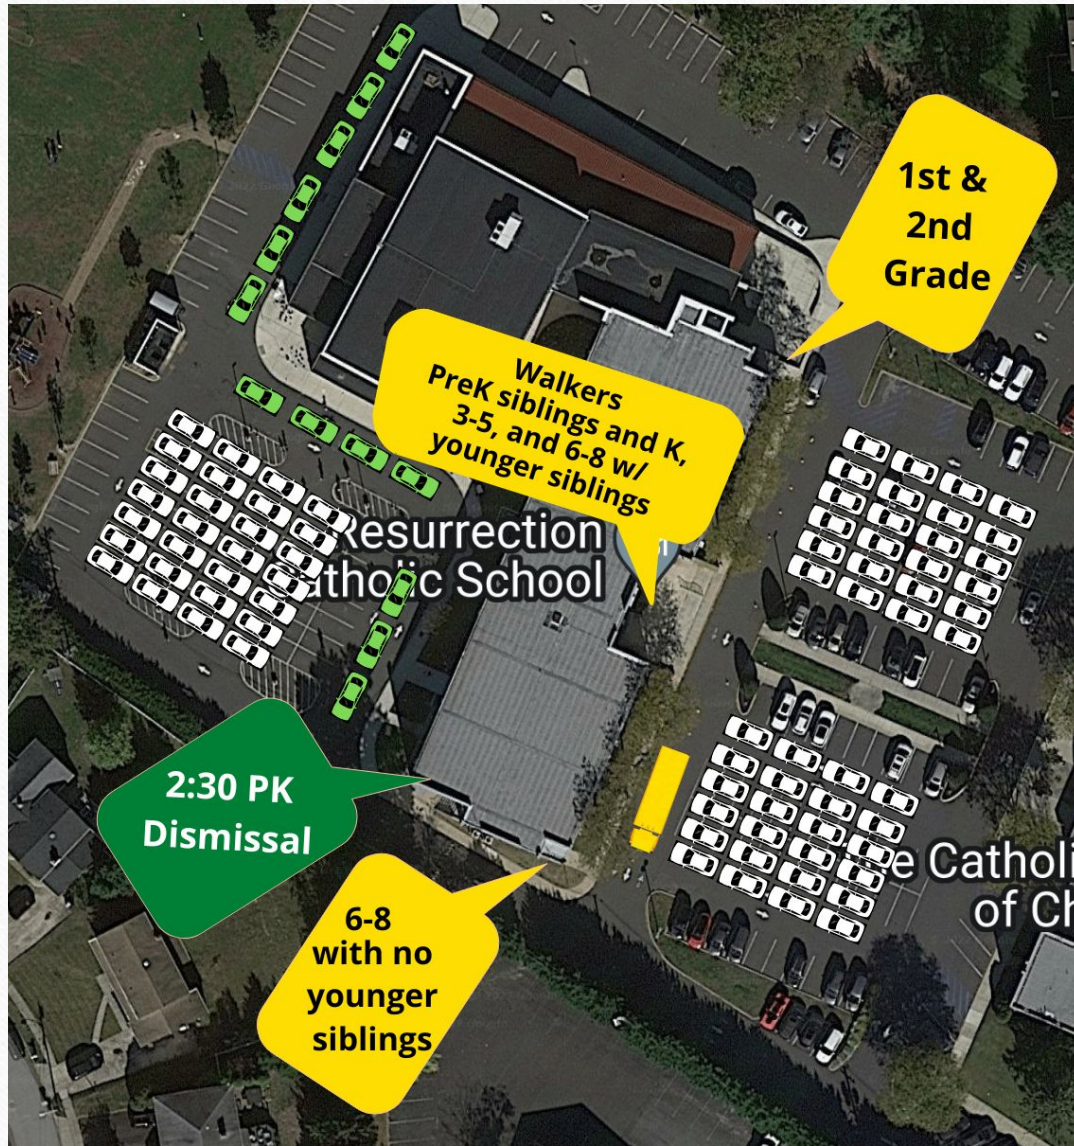 1st &
2nd
Grade
Walkers
PreK siblings and K,
3-5, and 6-8 w/
younger siblings
Resurrection
Catholic School
2:30 PK
Dismissal
6-8
with no
younger
siblings
e Catholi
of Ch